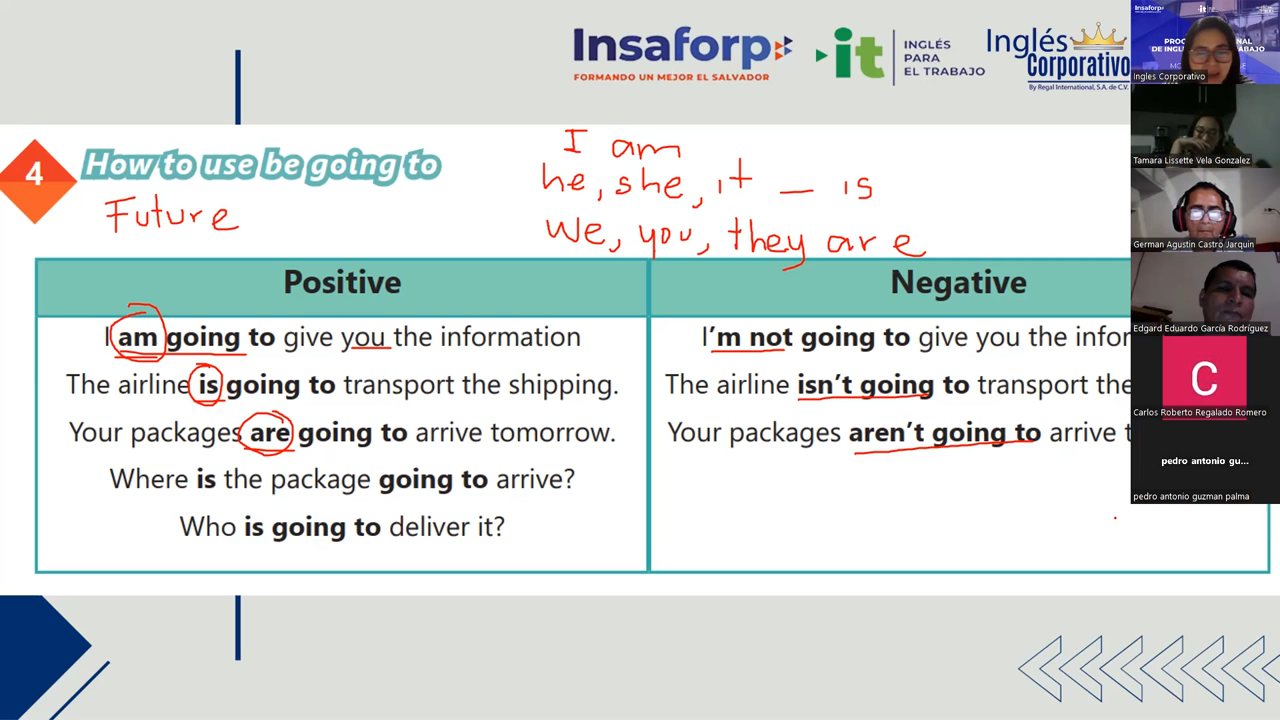 Insaforp
FORMANDO UN MEJOR EL SALVADOR
it
INGLÉS
PARA
EL TRABAJO
Inglés
Corporativo
By Regal International, S.A. de C.V.
4
How to use be going to
Future
I am
he, she, it — is
We, you, they are
Positive
I am going to give you the information
The airline is going to transport the shipping.
Your packages are going to arrive tomorrow.
Where is the package going to arrive?
Who is going to deliver it?
Negative
I'm not going to give you the infor
The airline isn't going to transport the
Your packages aren't going to arrive t
Insaforp
it
Ingles Corporativo
Tamara Lissette Vela Gonzalez
German Agustin Castro Jarquin
Edgard Eduardo García Rodríguez
C
Carlos Roberto Regalado Romero
pedro antonio gu...
pedro antonio guzman palma